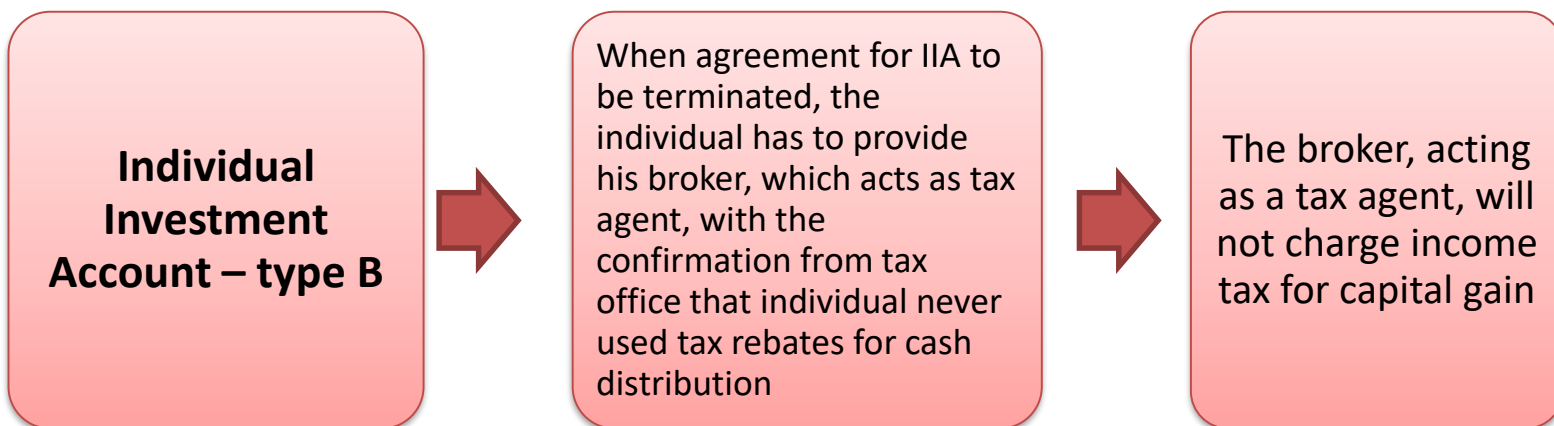 Individual
Investment
Account – type B
When agreement for IIA to
be terminated, the
individual has to provide
his broker, which acts as tax
agent, with the
confirmation from tax
office that individual never
used tax rebates for cash
distribution
The broker, acting
as a tax agent, will
not charge income
tax for capital gain